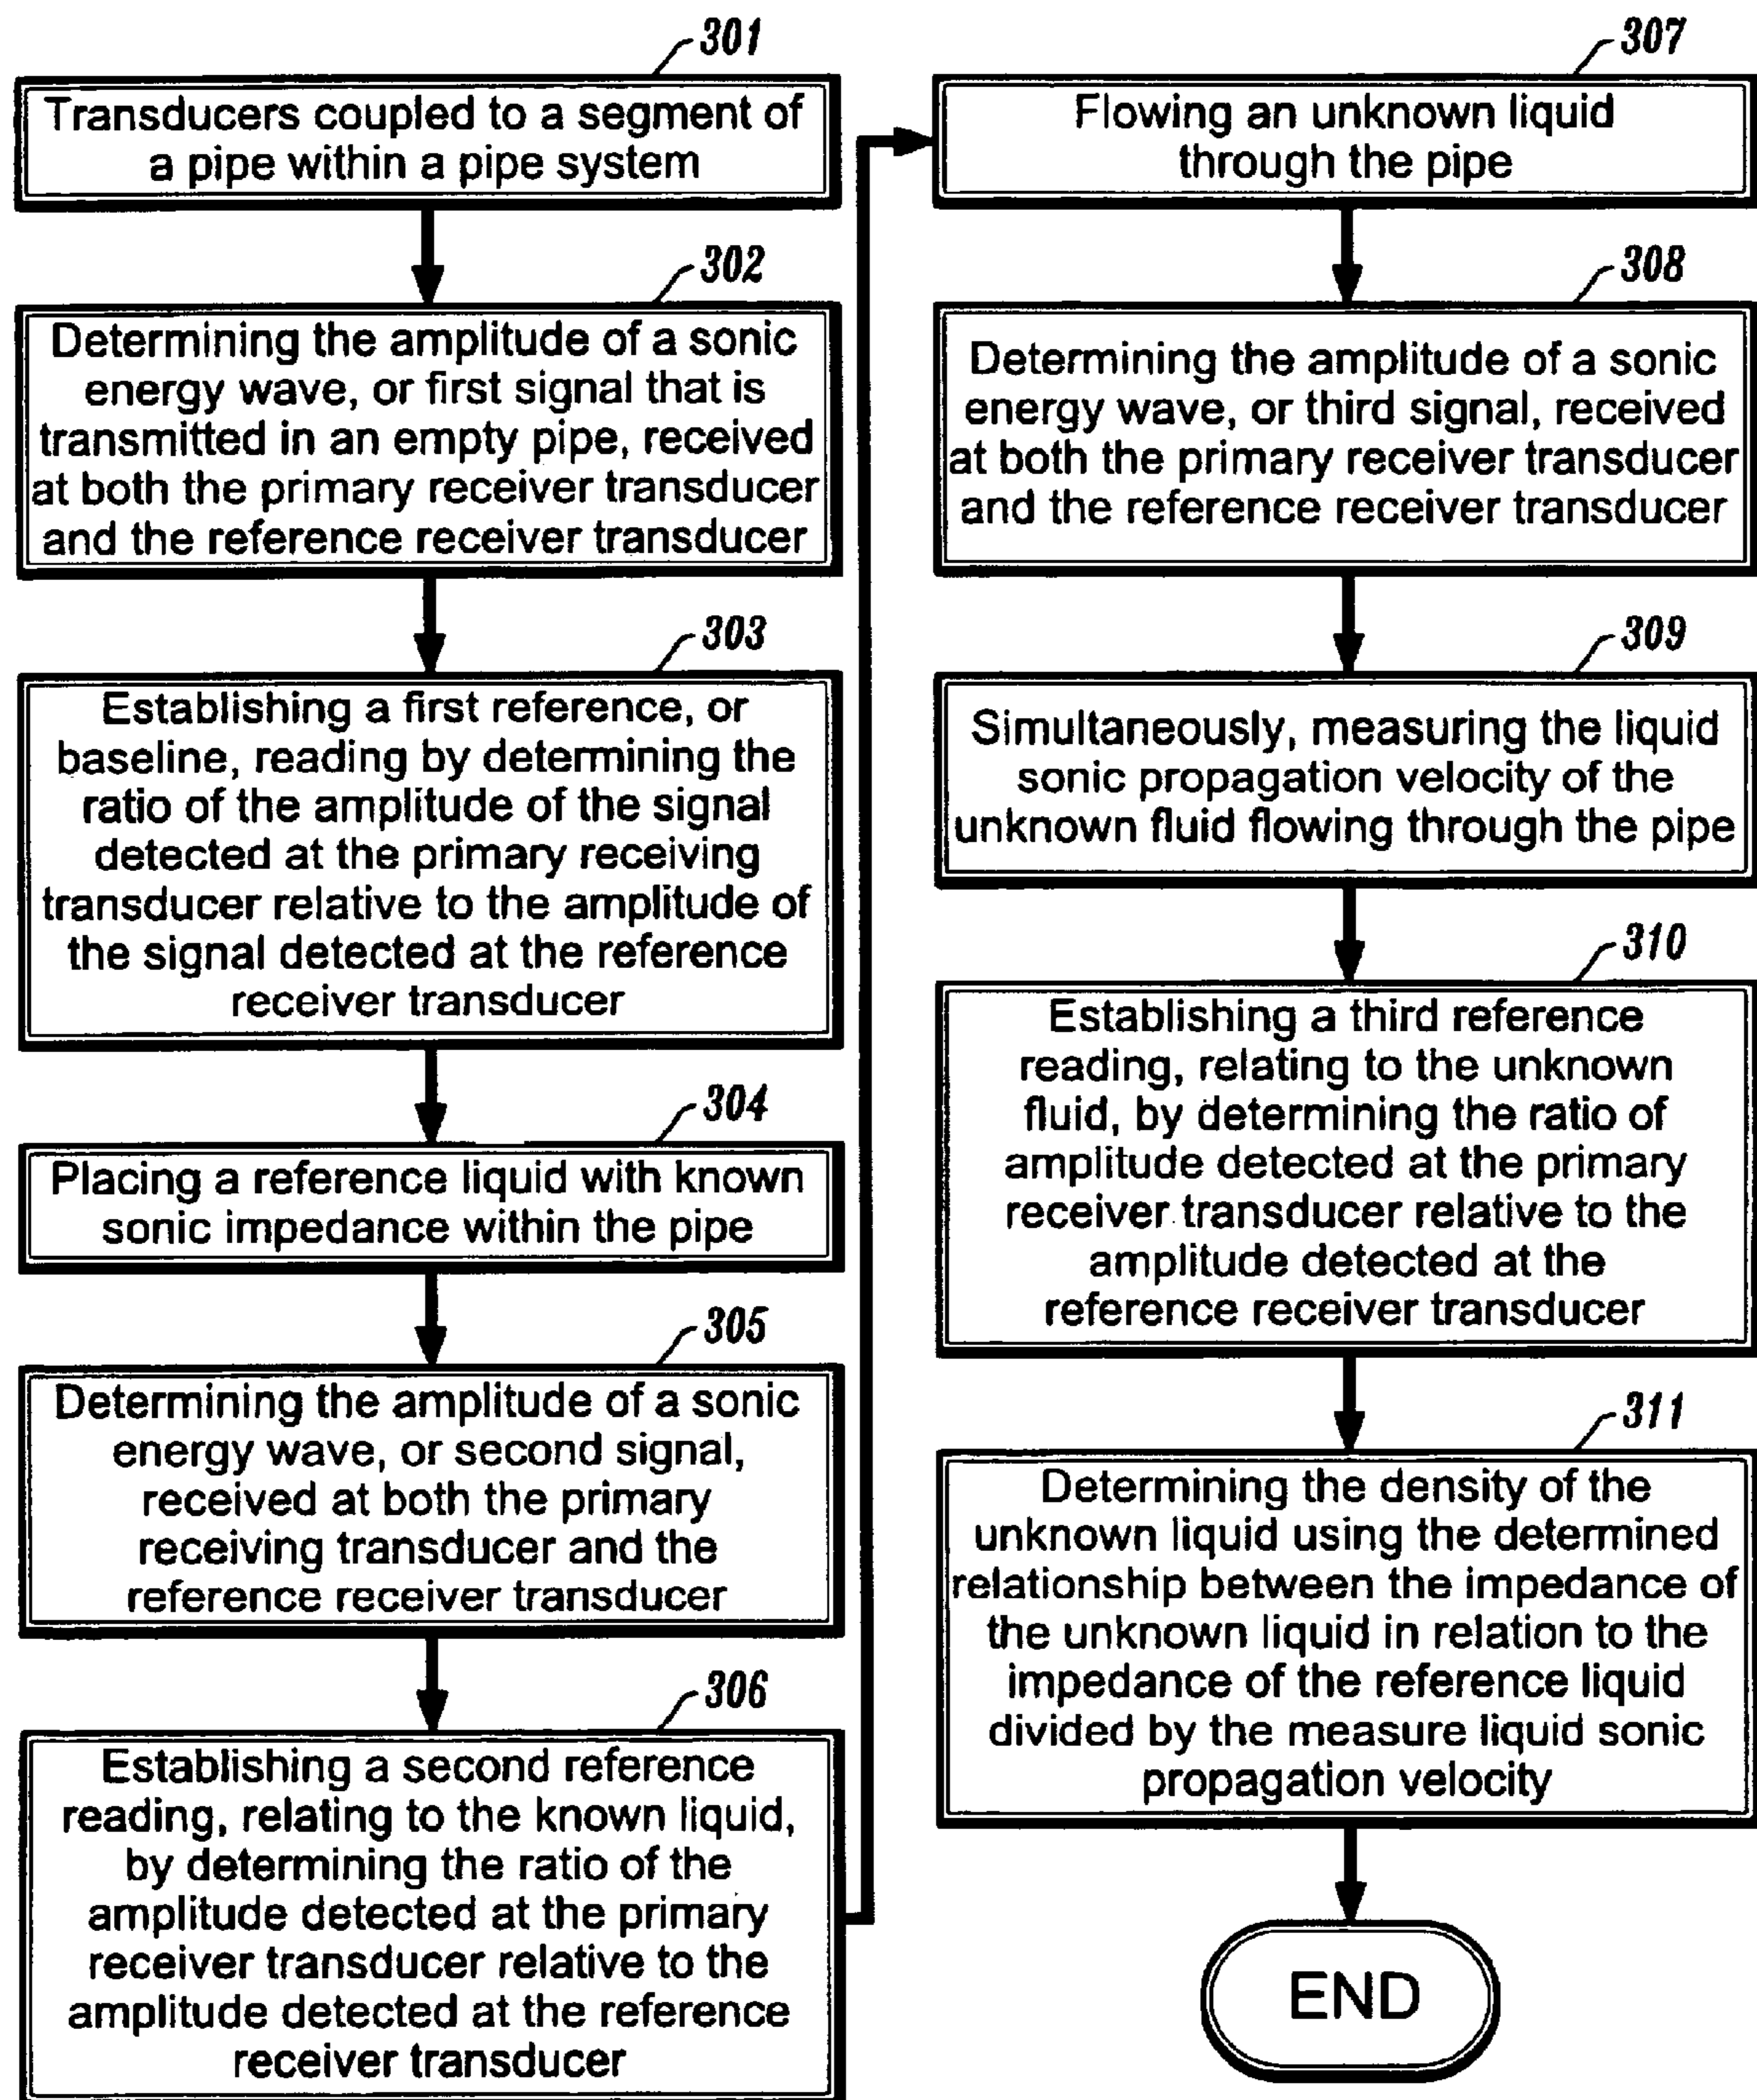 301
Transducers coupled to a segment of
a pipe within a pipe system
302
Determining the amplitude of a sonic
energy wave, or first signal that is
transmitted in an empty pipe, received
at both the primary receiver transducer
and the reference receiver transducer
303
Establishing a first reference, or
baseline, reading by determining the
ratio of the amplitude of the signal
detected at the primary receiving
transducer relative to the amplitude of
the signal detected at the reference
receiver transducer
304
Placing a reference liquid with known
sonic impedance within the pipe
305
Determining the amplitude of a sonic
energy wave, or second signal,
received at both the primary
receiving transducer and the
reference receiver transducer
306
Establishing a second reference
reading, relating to the known liquid,
by determining the ratio of the
amplitude detected at the primary
receiver transducer relative to the
amplitude detected at the reference
receiver transducer
307
Flowing an unknown liquid
through the pipe
308
Determining the amplitude of a sonic
energy wave, or third signal, received
at both the primary receiver transducer
and the reference receiver transducer
309
Simultaneously, measuring the liquid
sonic propagation velocity of the
unknown fluid flowing through the pipe
310
Establishing a third reference
reading, relating to the unknown
fluid, by determining the ratio of
amplitude detected at the primary
receiver transducer relative to the
amplitude detected at the
reference receiver transducer
311
Determining the density of the
unknown liquid using the determined
relationship between the impedance of
the unknown liquid in relation to the
impedance of the reference liquid
divided by the measure liquid sonic
propagation velocity
END